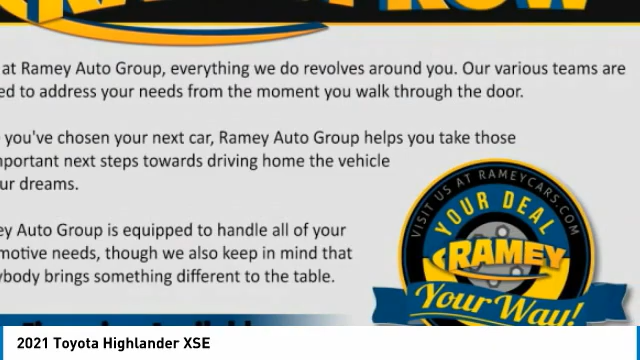 at Ramey Auto Group, everything we do revolves around you. Our various teams are
ed to address your needs from the moment you walk through the door.
you've chosen your next car, Ramey Auto Group helps you take those
mportant next steps towards driving home the vehicle
ur dreams.
ey Auto Group is equipped to handle all of your
motive needs, though we also keep in mind that
ybody brings something different to the table.
VISIT US AT RAMEYCARS.COM
YOUR DEAL
RAMEY
Your Way!
2021 Toyota Highlander XSE